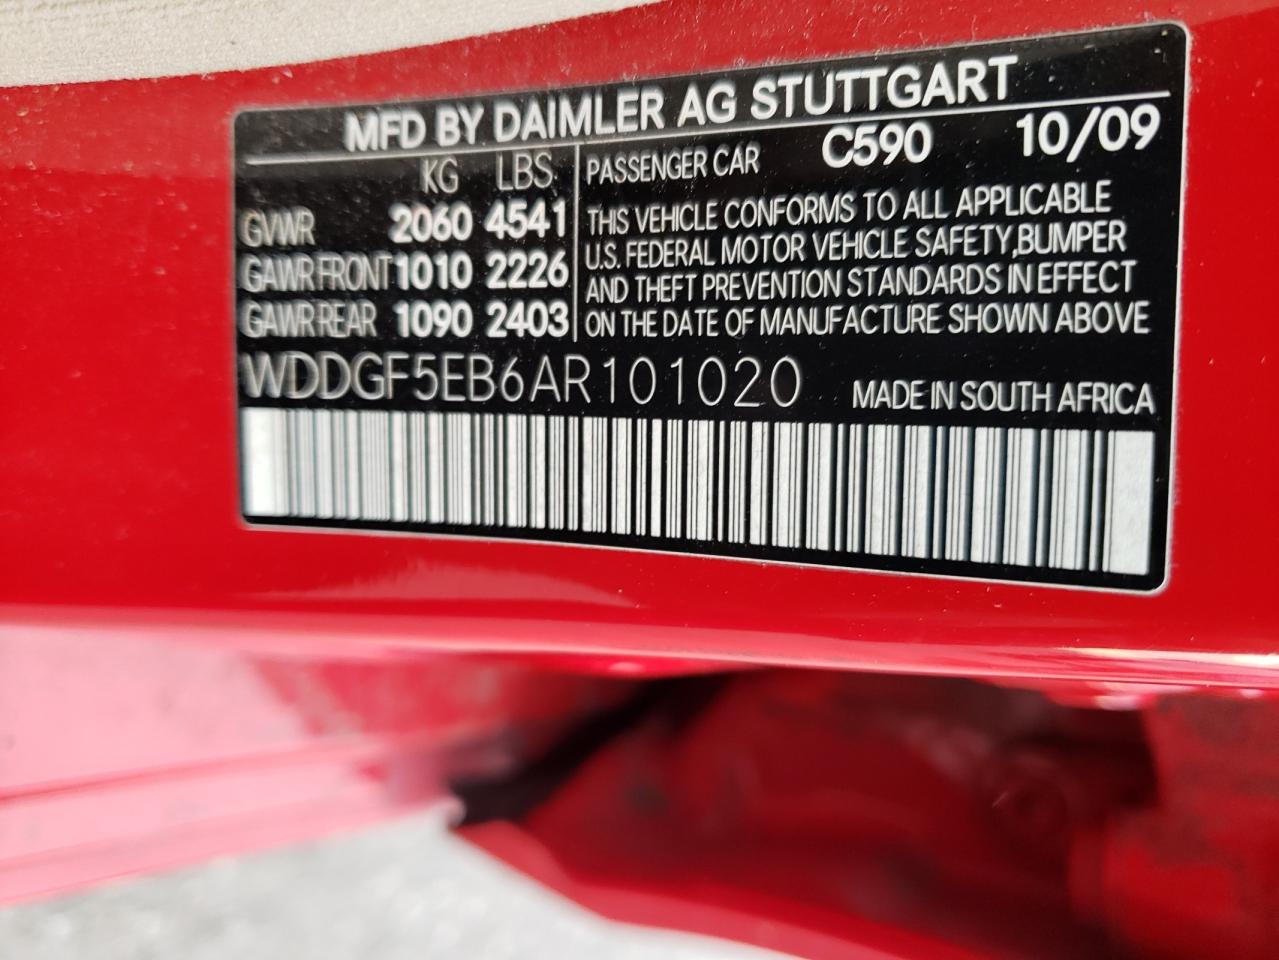 MFD BY DAIMLER AG STUTTGART
KG LBS
GVWR 2060 4541
GAWR FRONT 1010 2226
GAWR REAR 1090 2403
PASSENGER CAR C590 10/09
THIS VEHICLE CONFORMS TO ALL APPLICABLE
U.S. FEDERAL MOTOR VEHICLE SAFETY,BUMPER
AND THEFT PREVENTION STANDARDS IN EFFECT
ON THE DATE OF MANUFACTURE SHOWN ABOVE
WDDGF5EB6AR101020 MADE IN SOUTH AFRICA